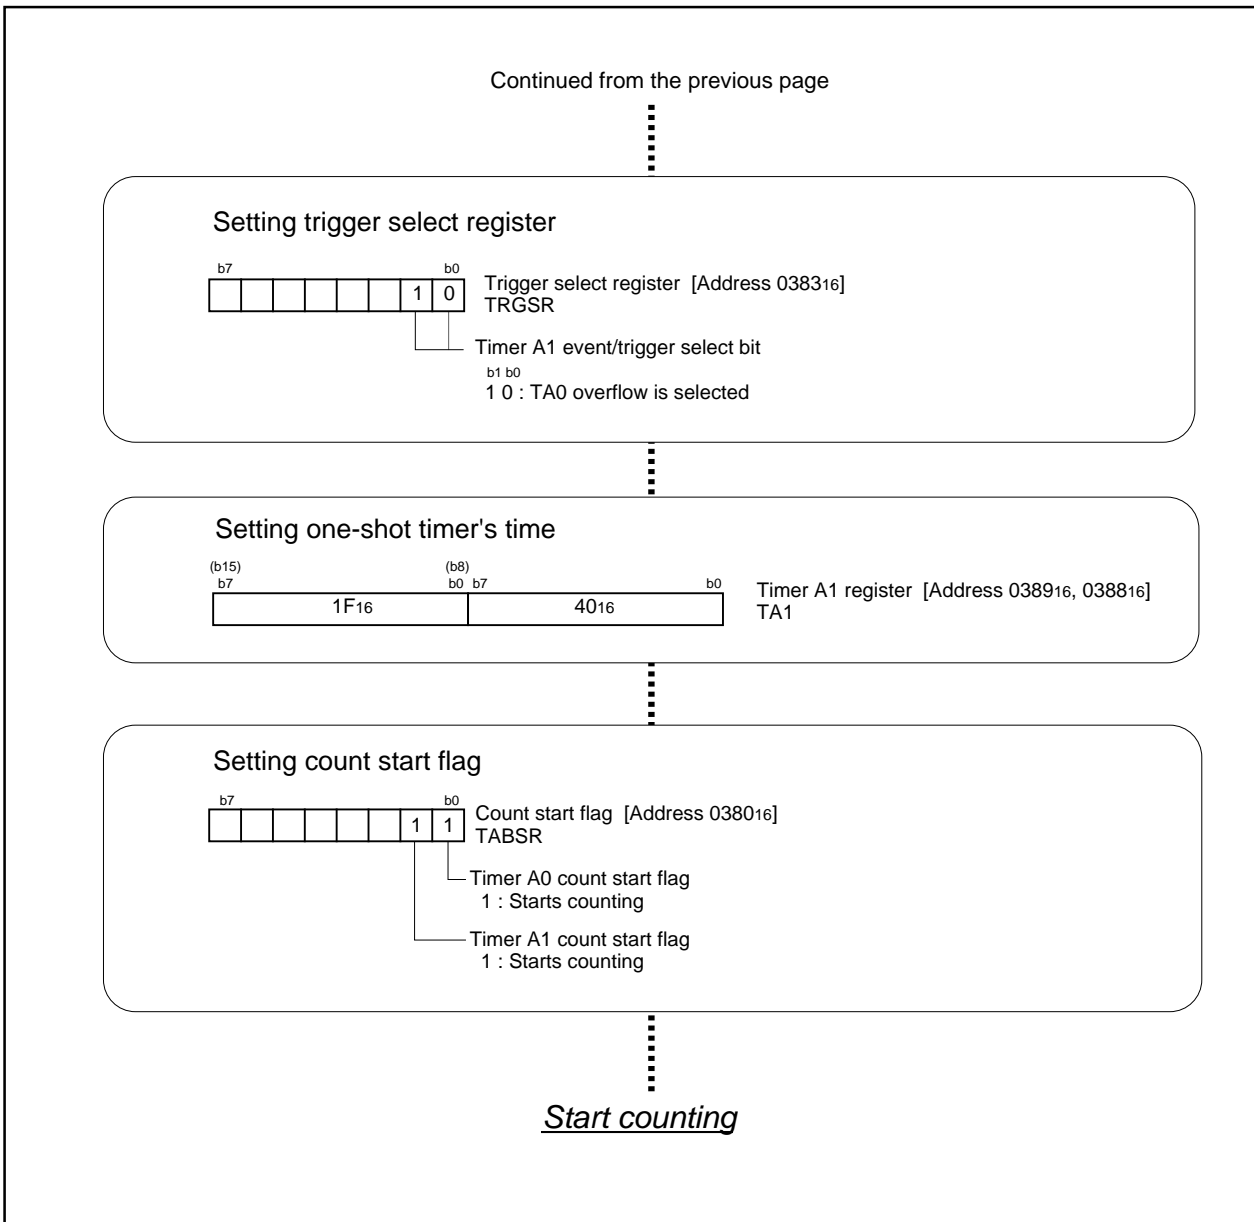 Continued from the previous page
Setting trigger select register
b7 b0
1 0
Trigger select register [Address 038316]
TRGSR
Timer A1 event/trigger select bit
b1 b0
1 0 : TA0 overflow is selected
Setting one-shot timer's time
(b15) (b8)
b7 b0 b7 b0
1F16 4016
Timer A1 register [Address 038916, 038816]
TA1
Setting count start flag
b7 b0
1 1
Count start flag [Address 038016]
TABSR
Timer A0 count start flag
1 : Starts counting
Timer A1 count start flag
1 : Starts counting
Start counting